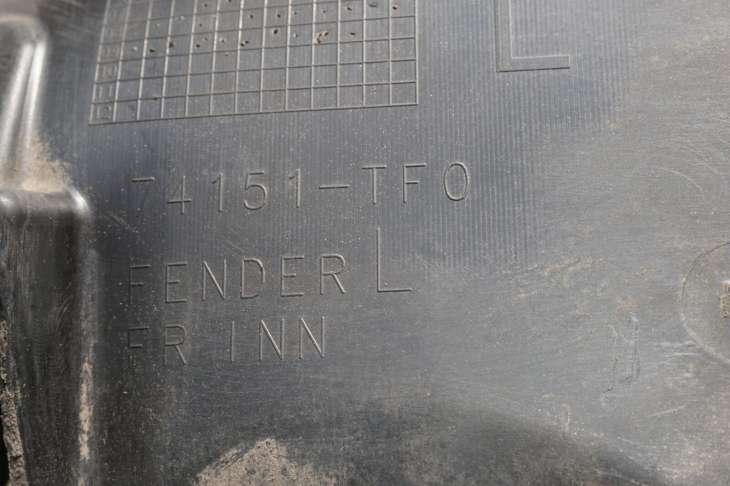 L
74151-TF0
FENDER L
FR INN